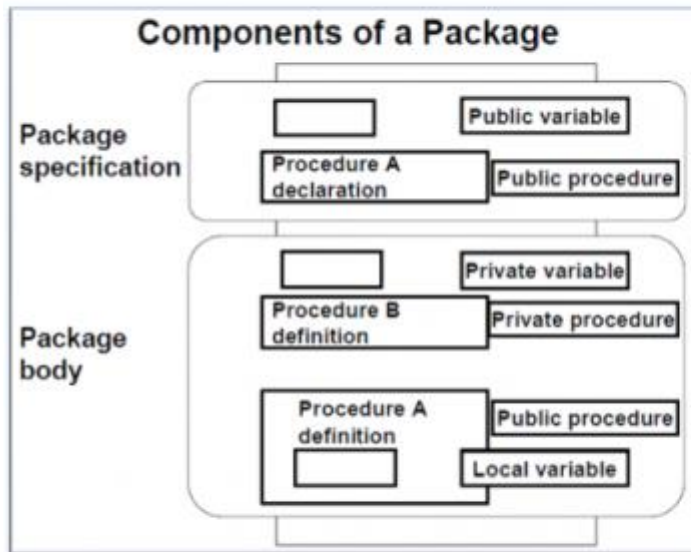 Components of a Package
Package
specification
Public variable
Procedure A
declaration
Public procedure
Private variable
Package
body
Procedure B
definition
Private procedure
Procedure A
definition
Public procedure
Local variable